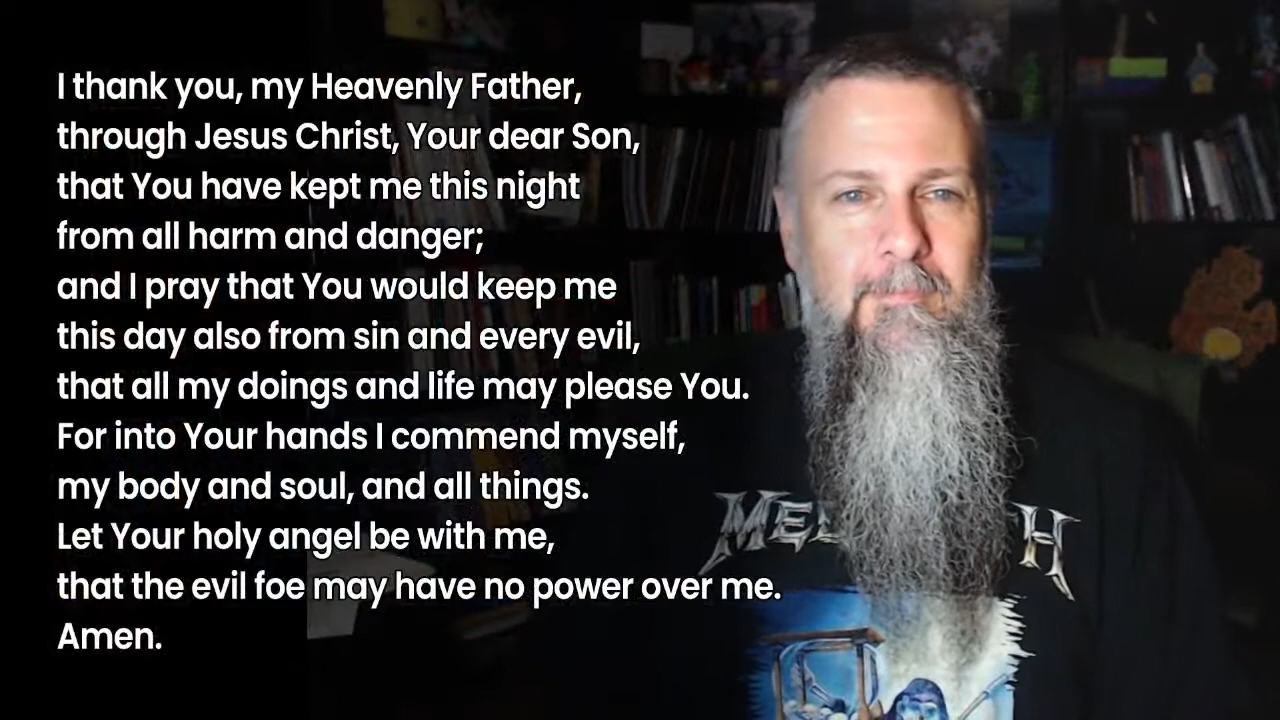 I thank you, my Heavenly Father,
through Jesus Christ, Your dear Son,
that You have kept me this night
from all harm and danger;
and I pray that You would keep me
this day also from sin and every evil,
that all my doings and life may please You.
For into Your hands I commend myself,
my body and soul, and all things.
Let Your holy angel be with me,
that the evil foe may have no power over me.
Amen.